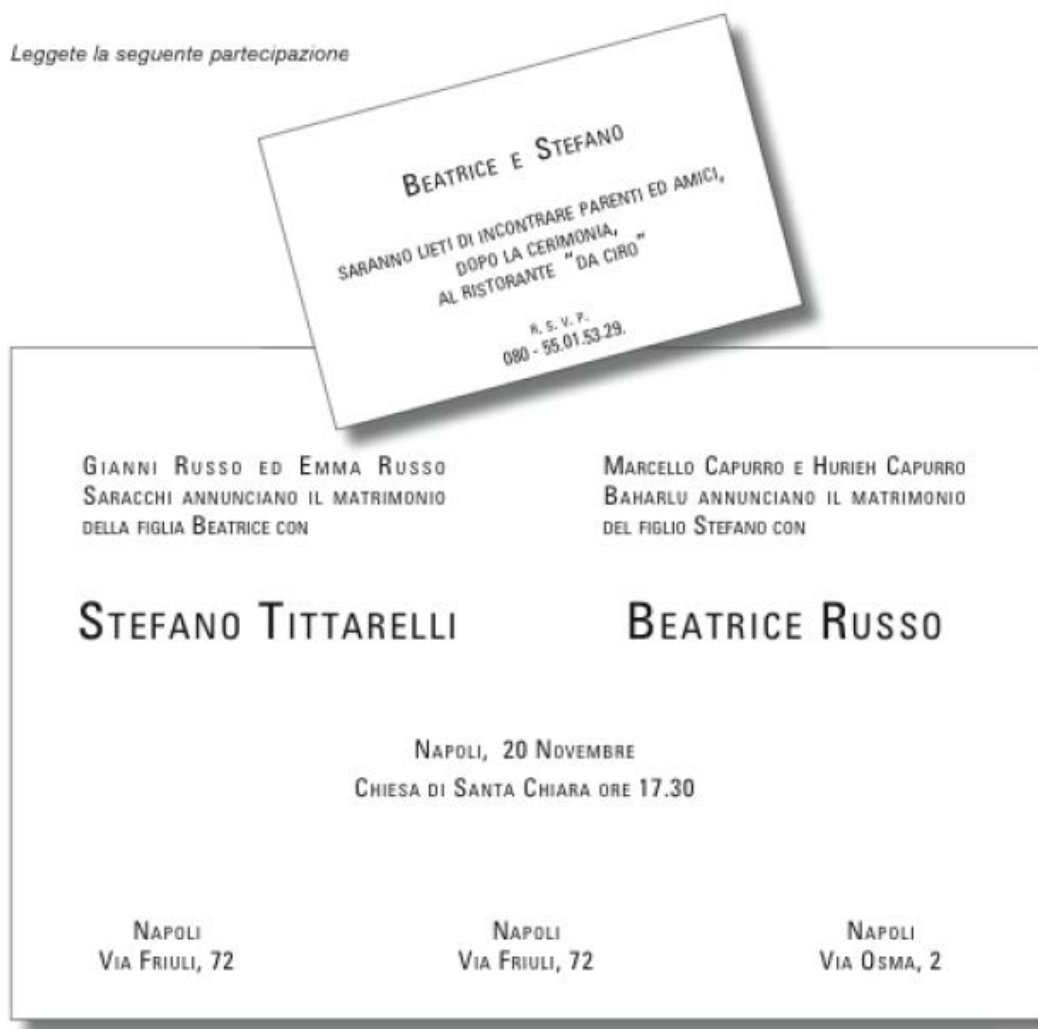 Leggete la seguente partecipazione
BEATRICE E STEFANO
SARANNO LIETI DI INCONTRARE PARENTI ED AMICI,
DOPO LA CERIMONIA,
AL RISTORANTE "DA CIRO"
R. S. V. P.
080 - 55.01.53.29.
GIANNI RUSSO ED EMMA RUSSO
SARACCHI ANNUNCIANO IL MATRIMONIO
DELLA FIGLIA BEATRICE CON
STEFANO TITTARELLI
MARCELLO CAPURRO E HURIEH CAPURRO
BAHARLU ANNUNCIANO IL MATRIMONIO
DEL FIGLIO STEFANO CON
BEATRICE RUSSO
NAPOLI, 20 NOVEMBRE
CHIESA DI SANTA CHIARA ORE 17.30
NAPOLI
VIA FRIULI, 72
NAPOLI
VIA FRIULI, 72
NAPOLI
VIA OSMA, 2